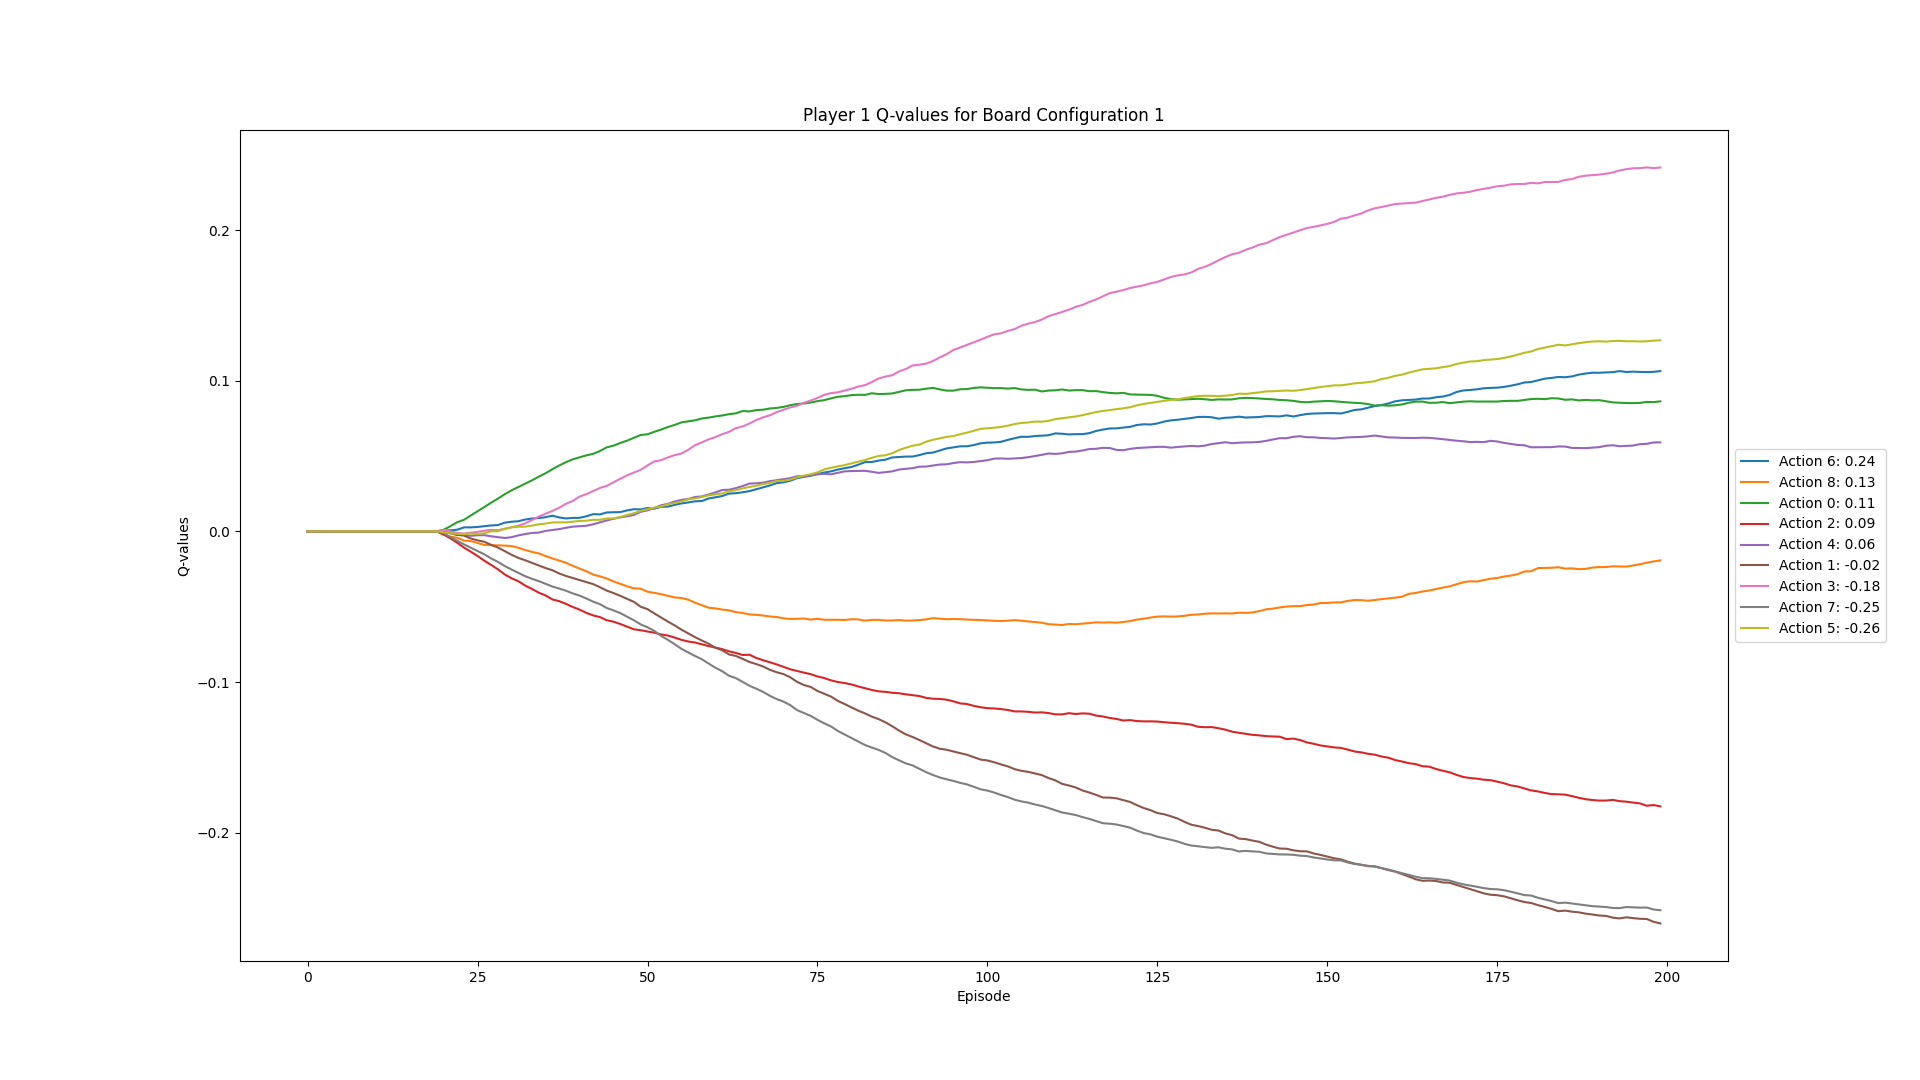 Player 1 Q-values for Board Configuration 1
Q-values
0.2
0.1
0.0
−0.1
−0.2
0 25 50 75 100 125 150 175 200
Episode
Action 6: 0.24
Action 8: 0.13
Action 0: 0.11
Action 2: 0.09
Action 4: 0.06
Action 1: -0.02
Action 3: -0.18
Action 7: -0.25
Action 5: -0.26